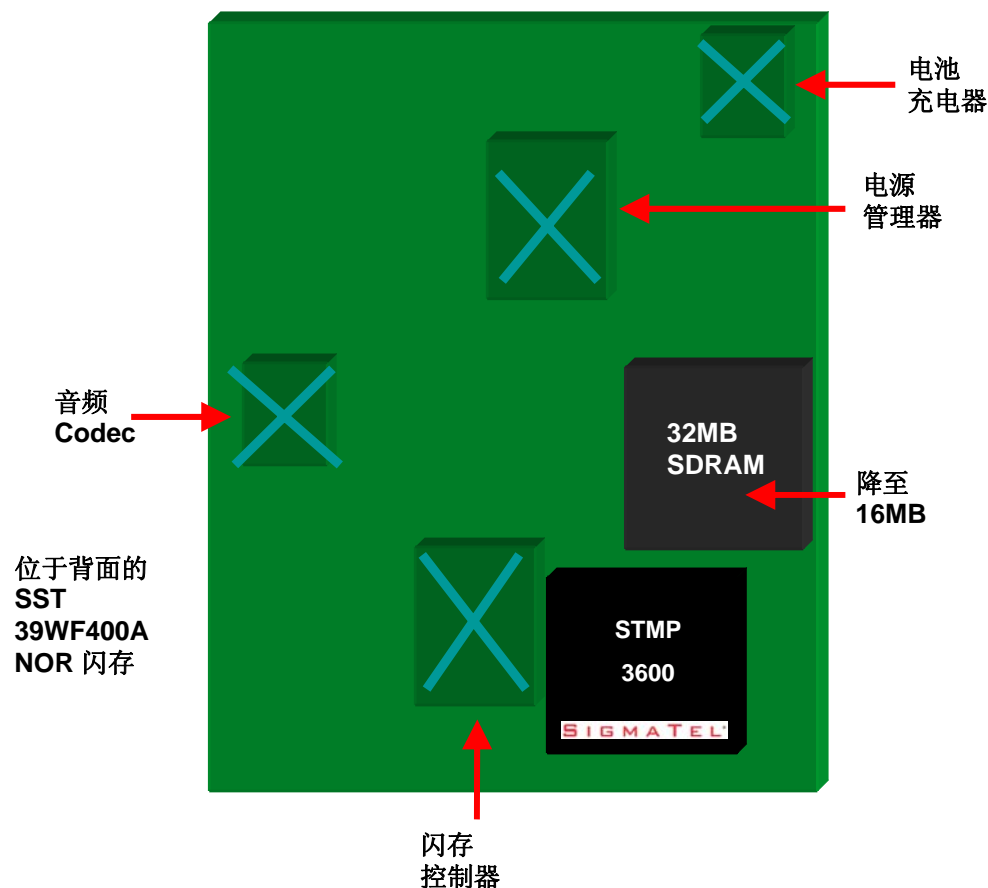 电池
充电器
电源
管理器
音频
Codec
32MB
SDRAM
降至
16MB
位于背面的
SST
39WF400A
NOR 闪存
STMP
3600
SIGMATEL
闪存
控制器